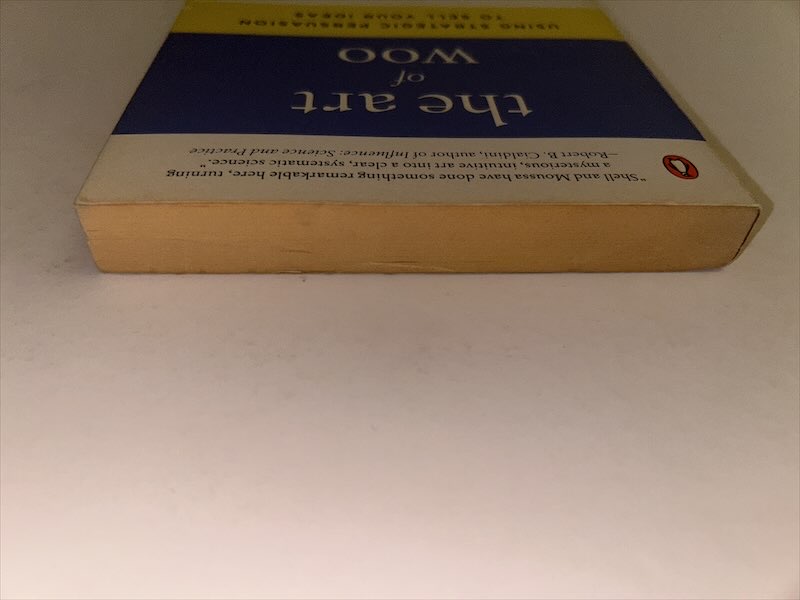 "Shell and Moussa have done something remarkable here, turning
a mysterious, intuitive art into a clear, systematic science."
—Robert B. Cialdini, author of Influence: Science and Practice
the art
of
woo
USING STRATEGIC PERSUASION
TO SELL YOUR IDEAS